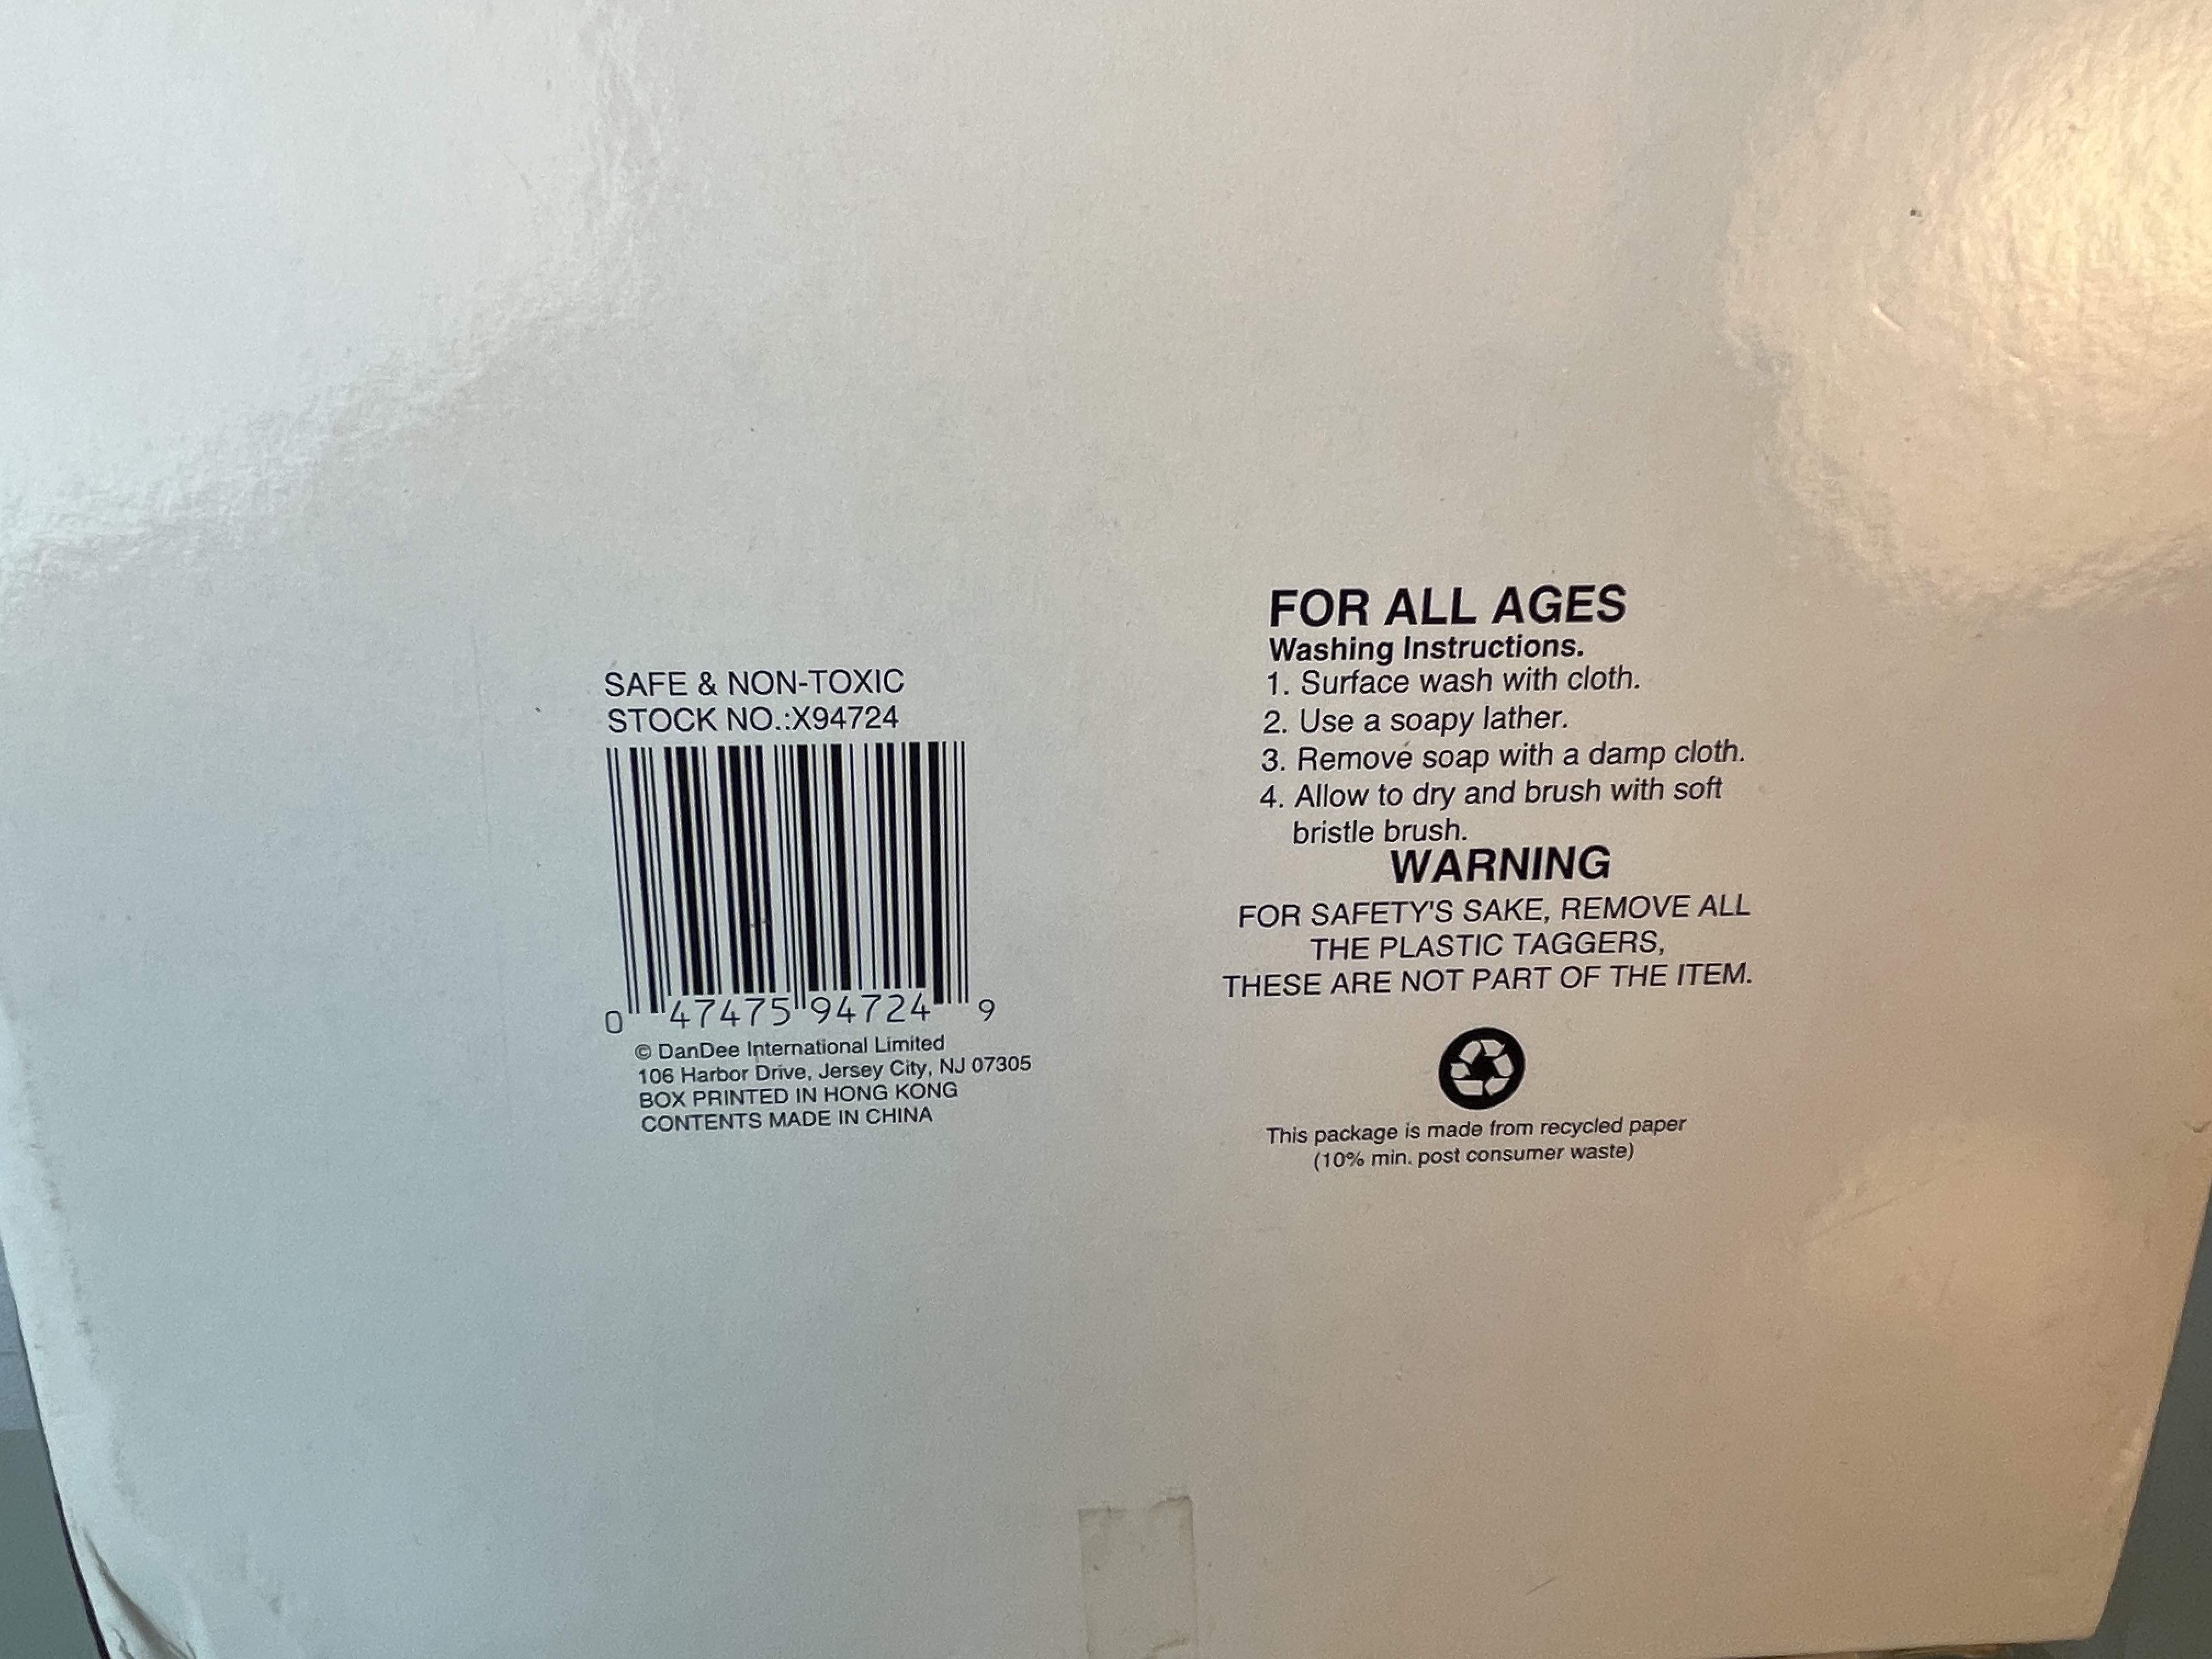 SAFE & NON-TOXIC
STOCK NO.:X94724
0 47475 94724 9
© DanDee International Limited
106 Harbor Drive, Jersey City, NJ 07305
BOX PRINTED IN HONG KONG
CONTENTS MADE IN CHINA
FOR ALL AGES
Washing Instructions.
1. Surface wash with cloth.
2. Use a soapy lather.
3. Remove soap with a damp cloth.
4. Allow to dry and brush with soft
bristle brush.
WARNING
FOR SAFETY'S SAKE, REMOVE ALL
THE PLASTIC TAGGERS,
THESE ARE NOT PART OF THE ITEM.
This package is made from recycled paper
(10% min. post consumer waste)